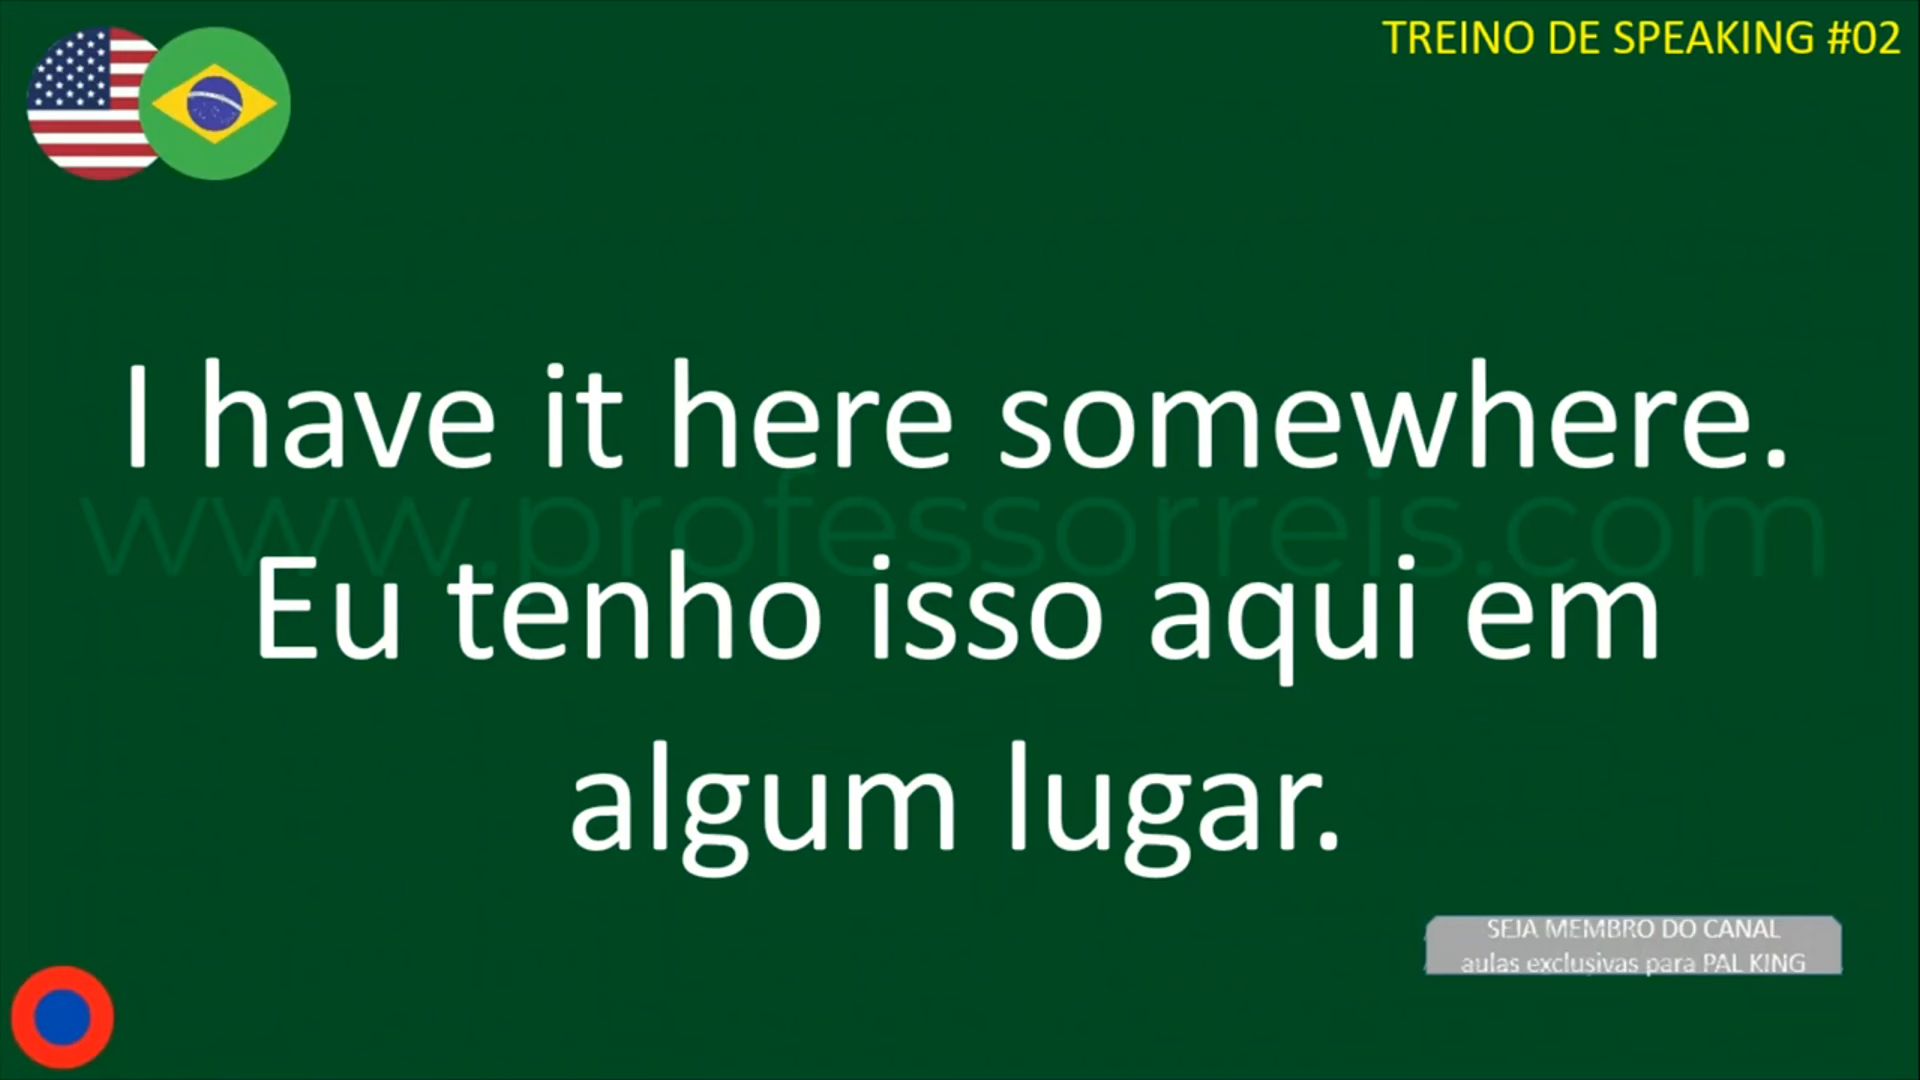 TREINO DE SPEAKING #02
I have it here somewhere.
www.professorreis.com
Eu tenho isso aqui em
algum lugar.
SEJA MEMBRO DO CANAL
aulas exclusivas para PAL KING